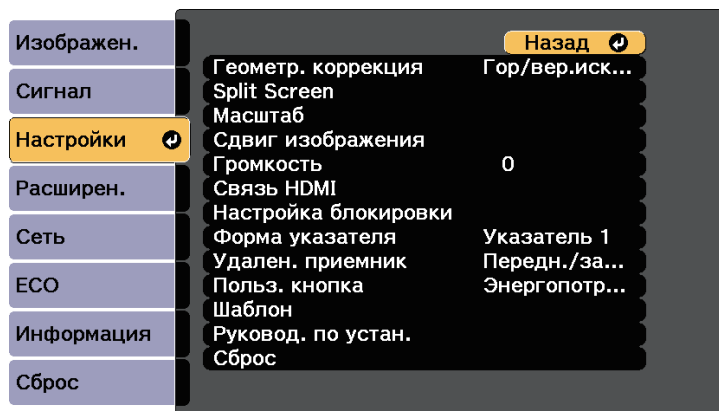 Изображен.
Сигнал
Настройки
Расширен.
Сеть
ECO
Информация
Сброс
Назад
Геометр. коррекция Гор/вер.иск...
Split Screen
Масштаб
Сдвиг изображения
Громкость 0
Связь HDMI
Настройка блокировки
Форма указателя Указатель 1
Удален. приемник Передн./за...
Польз. кнопка Энергопотр...
Шаблон
Руковод. по устан.
Сброс